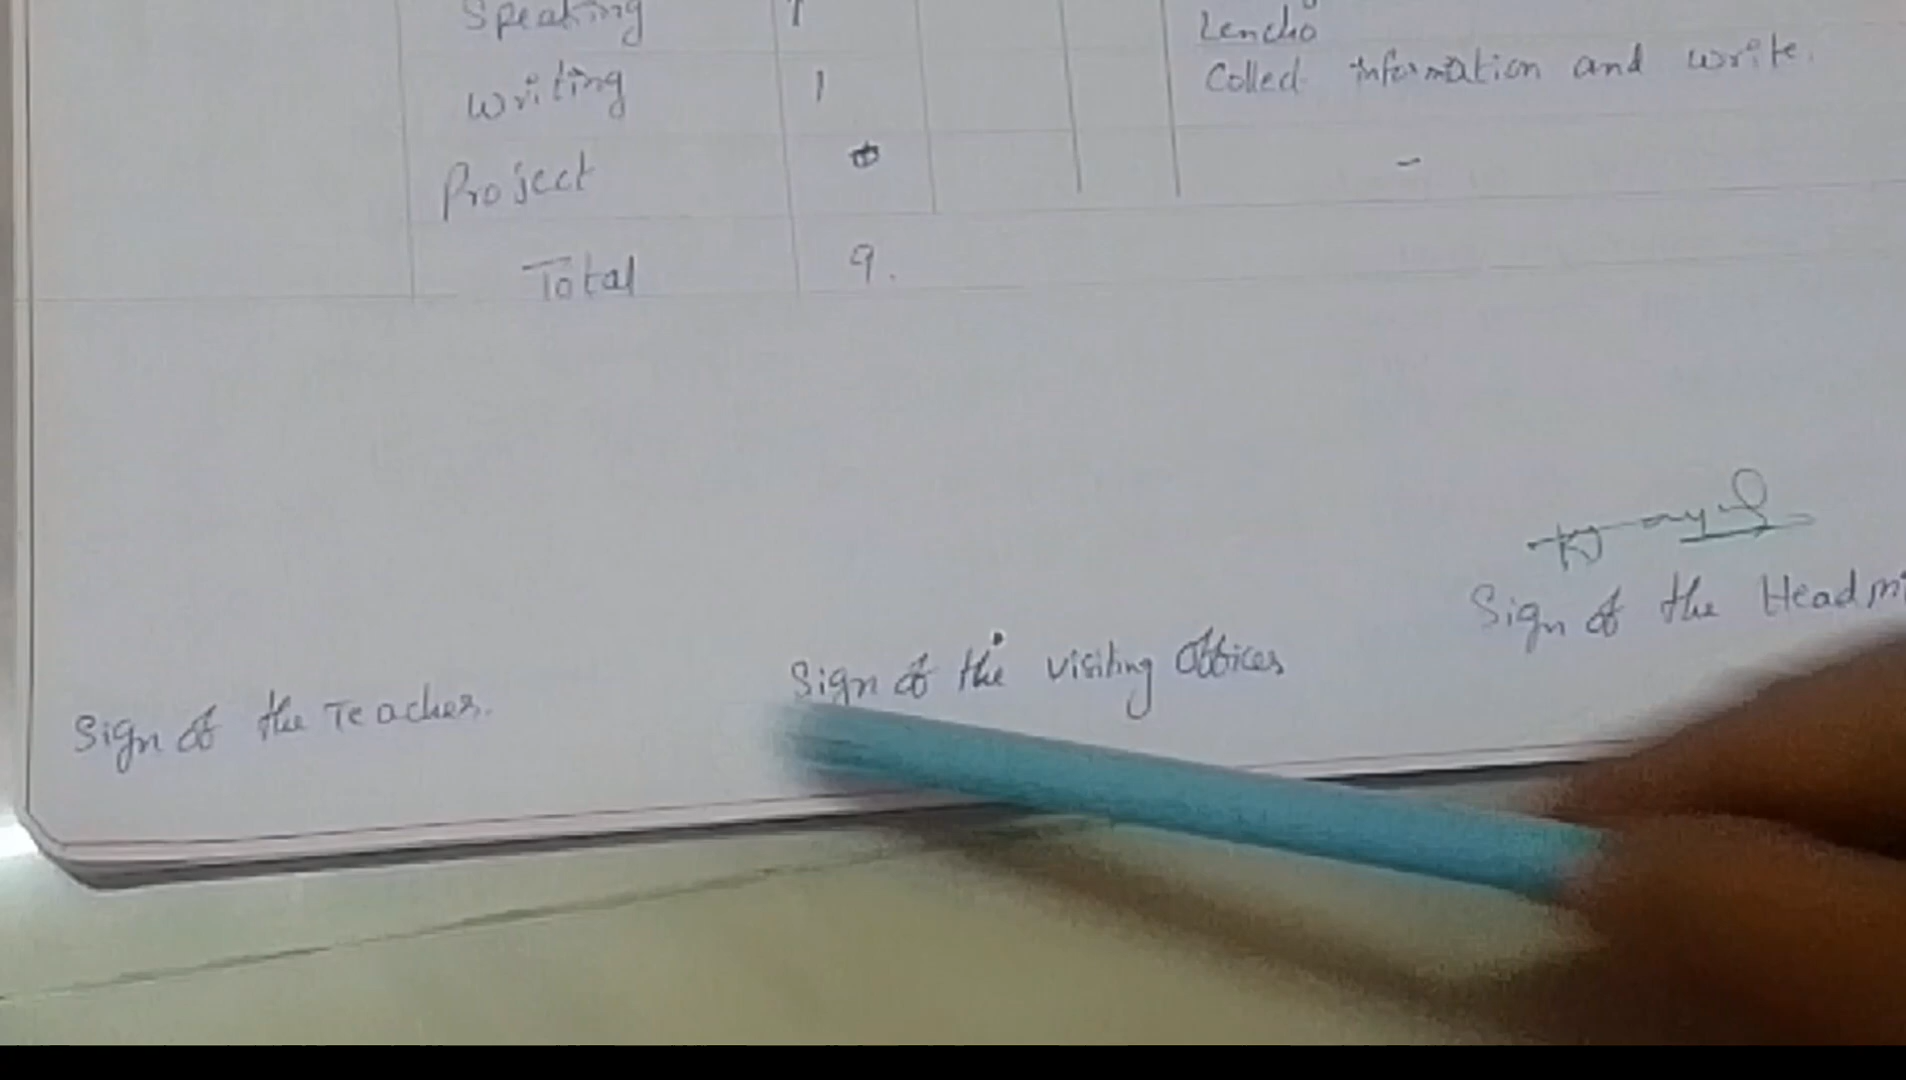 Speaking 1
Lencho
Writing 1 Colled information and write.
Project -
Total 9.
Sign of the Headm
Sign of the visiting Officer
Sign of the Teacher.